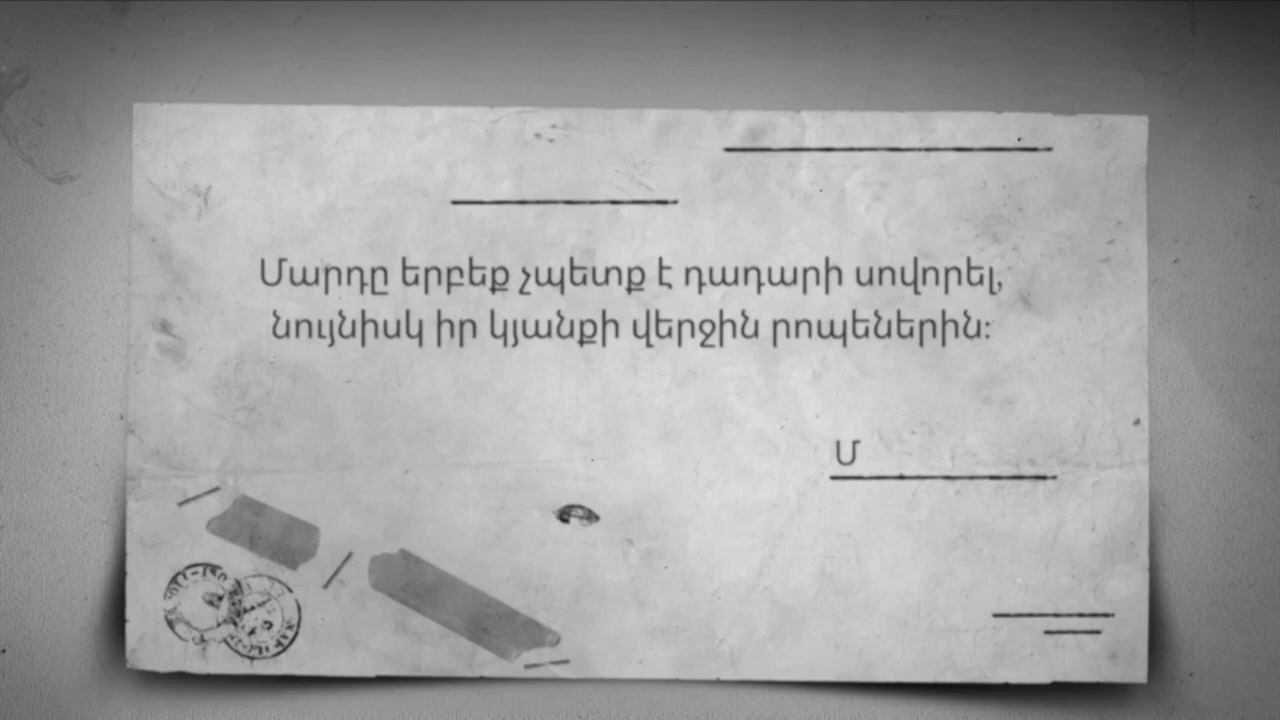 Մարդը երբեք չպետք է դադարի սովորել,
նույնիսկ իր կյանքի վերջին րոպեներին։
Մ